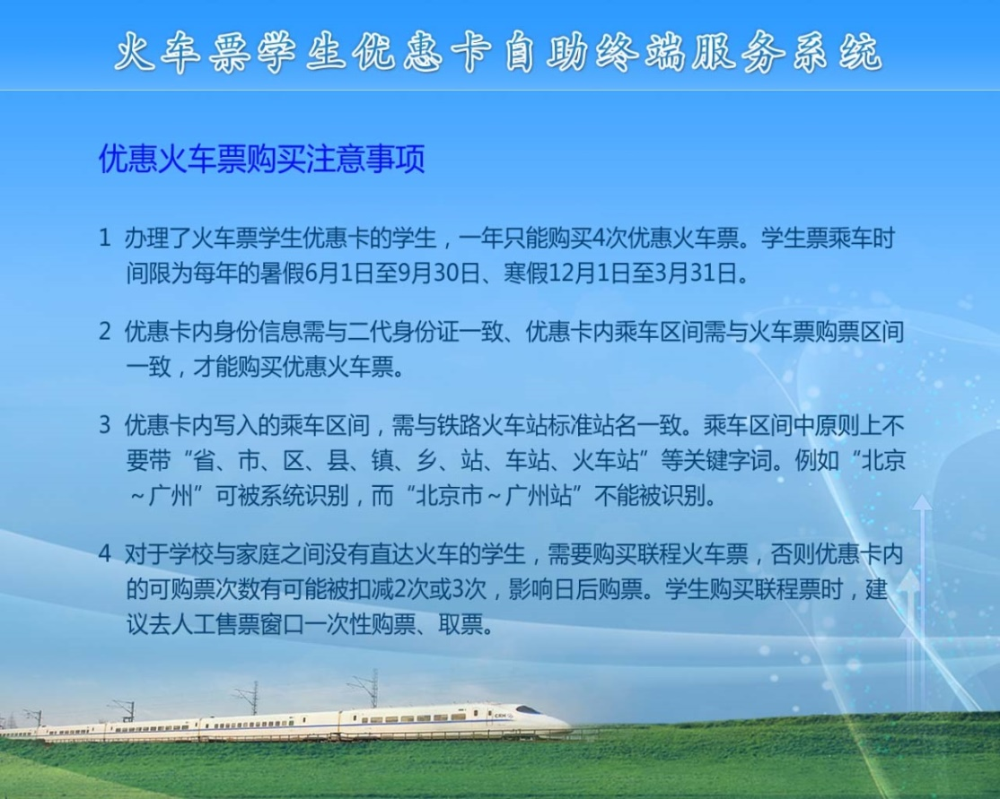 火车票学生优惠卡自助终端服务系统
优惠火车票购买注意事项
1 办理了火车票学生优惠卡的学生，一年只能购买4次优惠火车票。学生票乘车时
间限为每年的暑假6月1日至9月30日、寒假12月1日至3月31日。
2 优惠卡内身份信息需与二代身份证一致、优惠卡内乘车区间需与火车票购票区间
一致，才能购买优惠火车票。
3 优惠卡内写入的乘车区间，需与铁路火车站标准站名一致。乘车区间中原则上不
要带“省、市、区、县、镇、乡、站、车站、火车站”等关键字词。例如“北京
～广州”可被系统识别，而“北京市～广州站”不能被识别。
4 对于学校与家庭之间没有直达火车的学生，需要购买联程火车票，否则优惠卡内
的可购票次数有可能被扣减2次或3次，影响日后购票。学生购买联程票时，建
议去人工售票窗口一次性购票、取票。
CRH